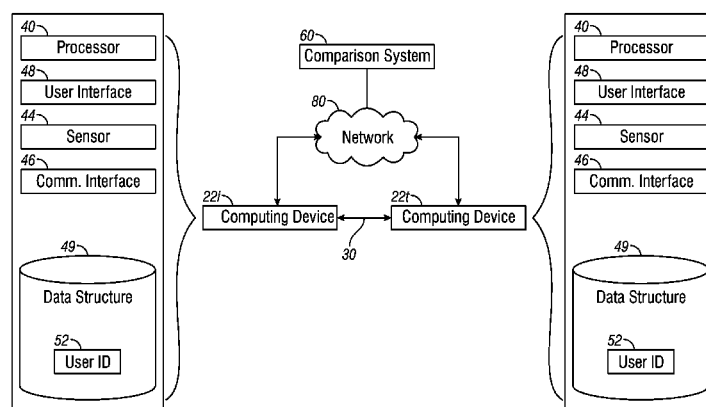 40
Processor
48
User Interface
44
Sensor
46
Comm. Interface
49
Data Structure
52
User ID
60
Comparison System
80
Network
22i
Computing Device
22t
Computing Device
30
40
Processor
48
User Interface
44
Sensor
46
Comm. Interface
49
Data Structure
52
User ID